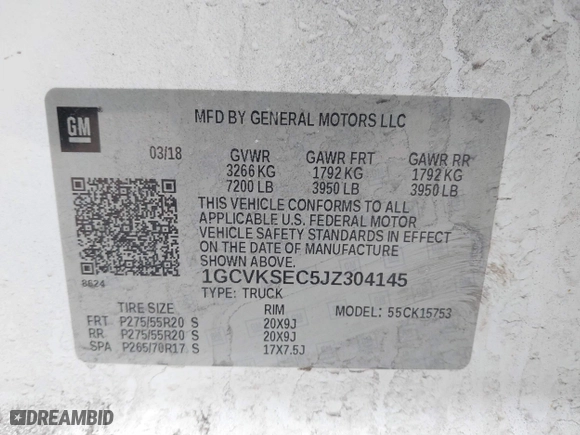 GM
MFD BY GENERAL MOTORS LLC
03/18 GVWR GAWR FRT GAWR RR
3266 KG 1792 KG 1792 KG
7200 LB 3950 LB 3950 LB
THIS VEHICLE CONFORMS TO ALL
APPLICABLE U.S. FEDERAL MOTOR
VEHICLE SAFETY STANDARDS IN EFFECT
ON THE DATE OF MANUFACTURE
SHOWN ABOVE.
8624 1GCVKSEC5JZ304145
TYPE: TRUCK MODEL: 55CK15753
TIRE SIZE RIM
FRT P275/55R20 S 20X9J
RR P275/55R20 S 20X9J
SPA P265/70R17 S 17X7.5J
DREAMBID